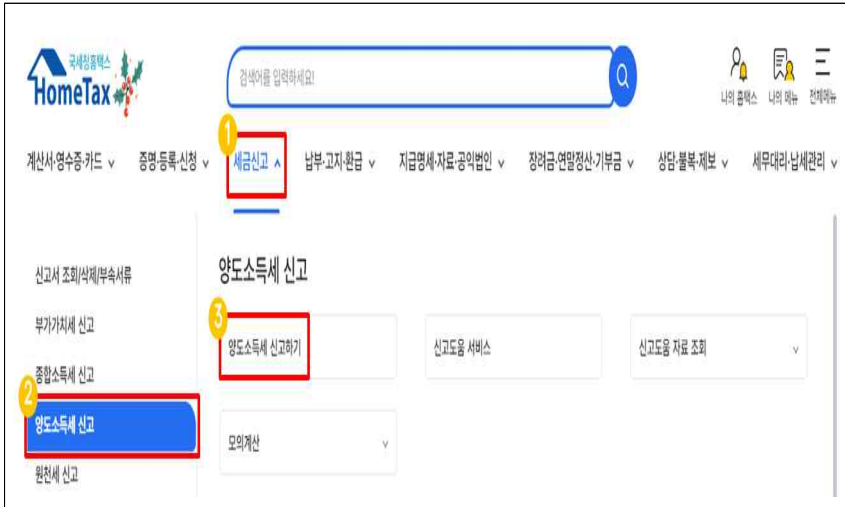 국세청홈택스
HomeTax
검색어를 입력하세요!
나의 홈택스 나의 메뉴 전체메뉴
1
계산서·영수증·카드 증명·등록·신청 세금신고 납부·고지·환급 지급명세·자료·공익법인 장려금·연말정산·기부금 상담·불복·제보 세무대리·납세관리
신고서 조회/삭제/부속서류
부가가치세 신고
종합소득세 신고
2
양도소득세 신고
원천세 신고
양도소득세 신고
3
양도소득세 신고하기 신고도움 서비스 신고도움 자료 조회
모의계산